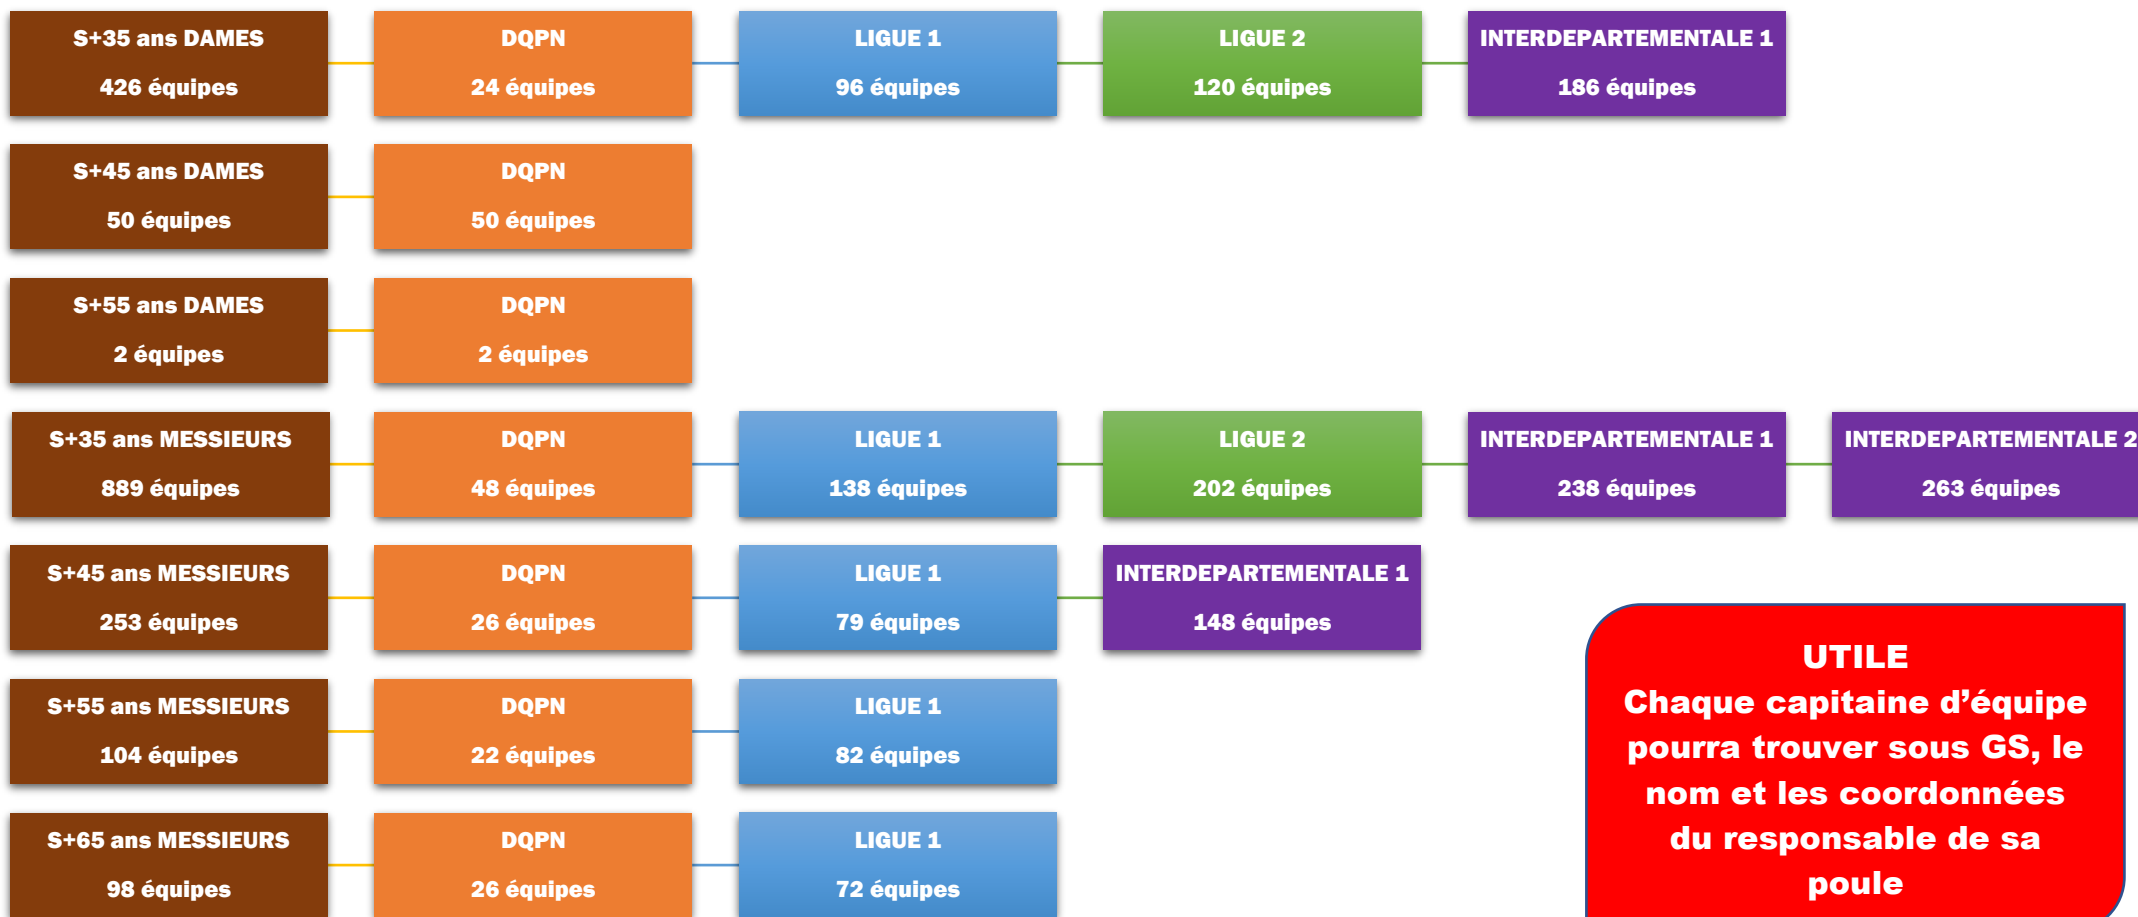 S+35 ans DAMES
426 équipes
DQPN
24 équipes
LIGUE 1
96 équipes
LIGUE 2
120 équipes
INTERDEPARTEMENTALE 1
186 équipes
S+45 ans DAMES
50 équipes
DQPN
50 équipes
S+55 ans DAMES
2 équipes
DQPN
2 équipes
S+35 ans MESSIEURS
889 équipes
DQPN
48 équipes
LIGUE 1
138 équipes
LIGUE 2
202 équipes
INTERDEPARTEMENTALE 1
238 équipes
INTERDEPARTEMENTALE 2
263 équipes
S+45 ans MESSIEURS
253 équipes
DQPN
26 équipes
LIGUE 1
79 équipes
INTERDEPARTEMENTALE 1
148 équipes
S+55 ans MESSIEURS
104 équipes
DQPN
22 équipes
LIGUE 1
82 équipes
S+65 ans MESSIEURS
98 équipes
DQPN
26 équipes
LIGUE 1
72 équipes
UTILE
Chaque capitaine d’équipe
pourra trouver sous GS, le
nom et les coordonnées
du responsable de sa
poule